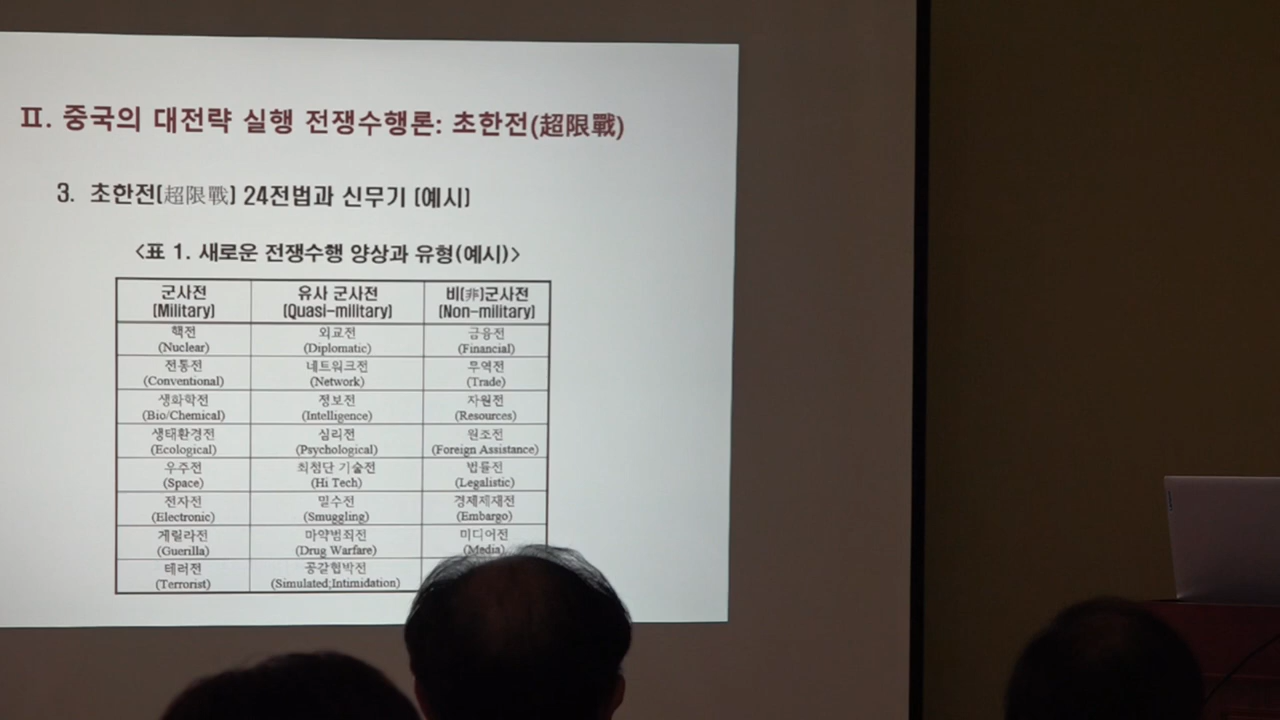 Ⅱ. 중국의 대전략 실행 전쟁수행론: 초한전(超限戰)
3. 초한전(超限戰) 24전법과 신무기 (예시)
<표 1. 새로운 전쟁수행 양상과 유형(예시)>
군사전 유사 군사전 비(非)군사전
(Military) (Quasi-military) (Non-military)
핵전 외교전 금융전
(Nuclear) (Diplomatic) (Financial)
전통전 네트워크전 무역전
(Conventional) (Network) (Trade)
생화학전 정보전 자원전
(Bio/Chemical) (Intelligence) (Resources)
생태환경전 심리전 원조전
(Ecological) (Psychological) (Foreign Assistance)
우주전 최첨단 기술전 법률전
(Space) (Hi Tech) (Legalistic)
전자전 밀수전 경제제재전
(Electronic) (Smuggling) (Embargo)
게릴라전 마약범죄전 미디어전
(Guerilla) (Drug Warfare) (Media)
테러전 공갈협박전
(Terrorist) (Simulated;Intimidation)